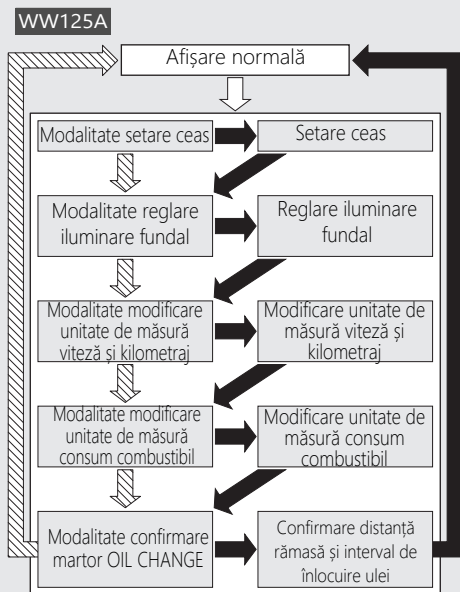 WW125A
Afișare normală
Modalitate setare ceas
Setare ceas
Modalitate reglare
iluminare fundal
Reglare iluminare
fundal
Modalitate modificare
unitate de măsură
viteză și kilometraj
Modificare unitate de
măsură viteză și
kilometraj
Modalitate modificare
unitate de măsură
consum combustibil
Modificare unitate de
măsură consum
combustibil
Modalitate confirmare
martor OIL CHANGE
Confirmare distanță
rămasă și interval de
înlocuire ulei